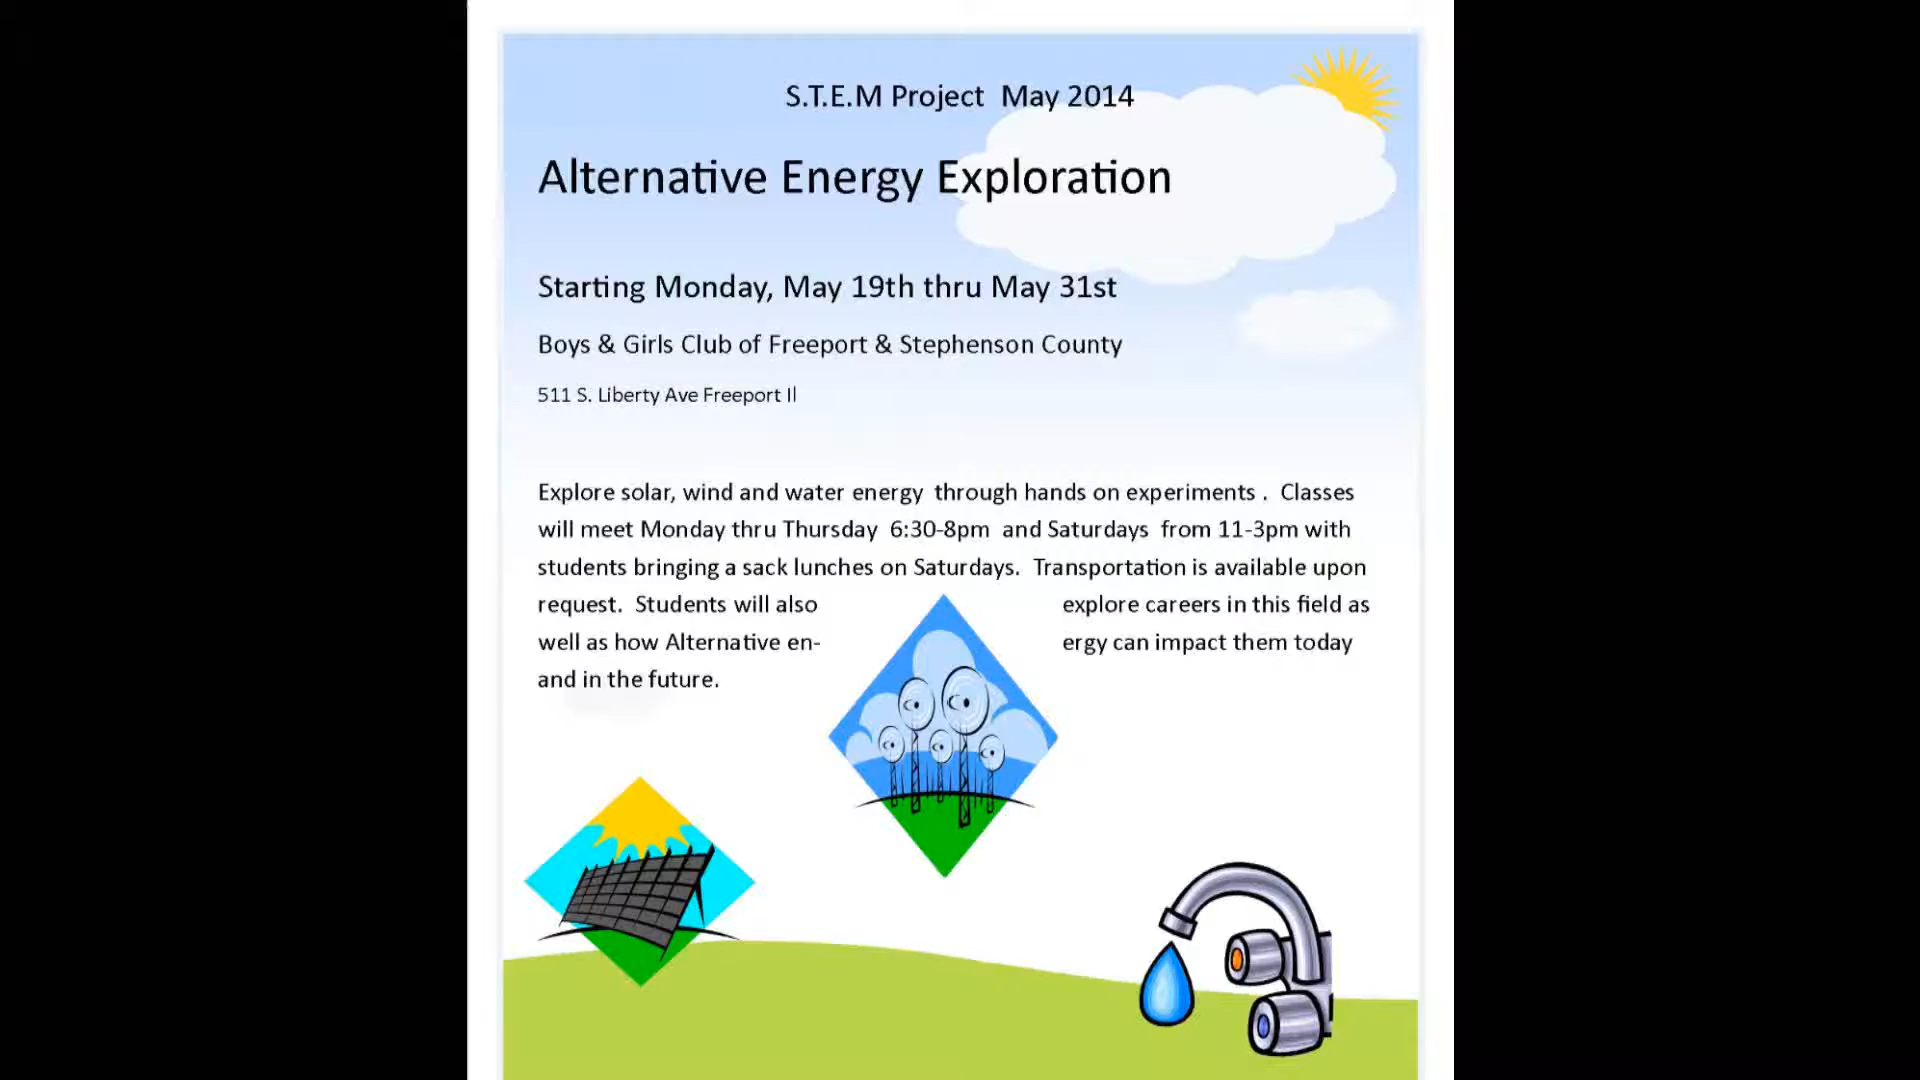 S.T.E.M Project  May 2014
Alternative Energy Exploration
Starting Monday, May 19th thru May 31st
Boys & Girls Club of Freeport & Stephenson County
511 S. Liberty Ave Freeport Il
Explore solar, wind and water energy  through hands on experiments .  Classes
will meet Monday thru Thursday  6:30-8pm  and Saturdays  from 11-3pm with
students bringing a sack lunches on Saturdays.  Transportation is available upon
request.  Students will also explore careers in this field as
well as how Alternative en- ergy can impact them today
and in the future.